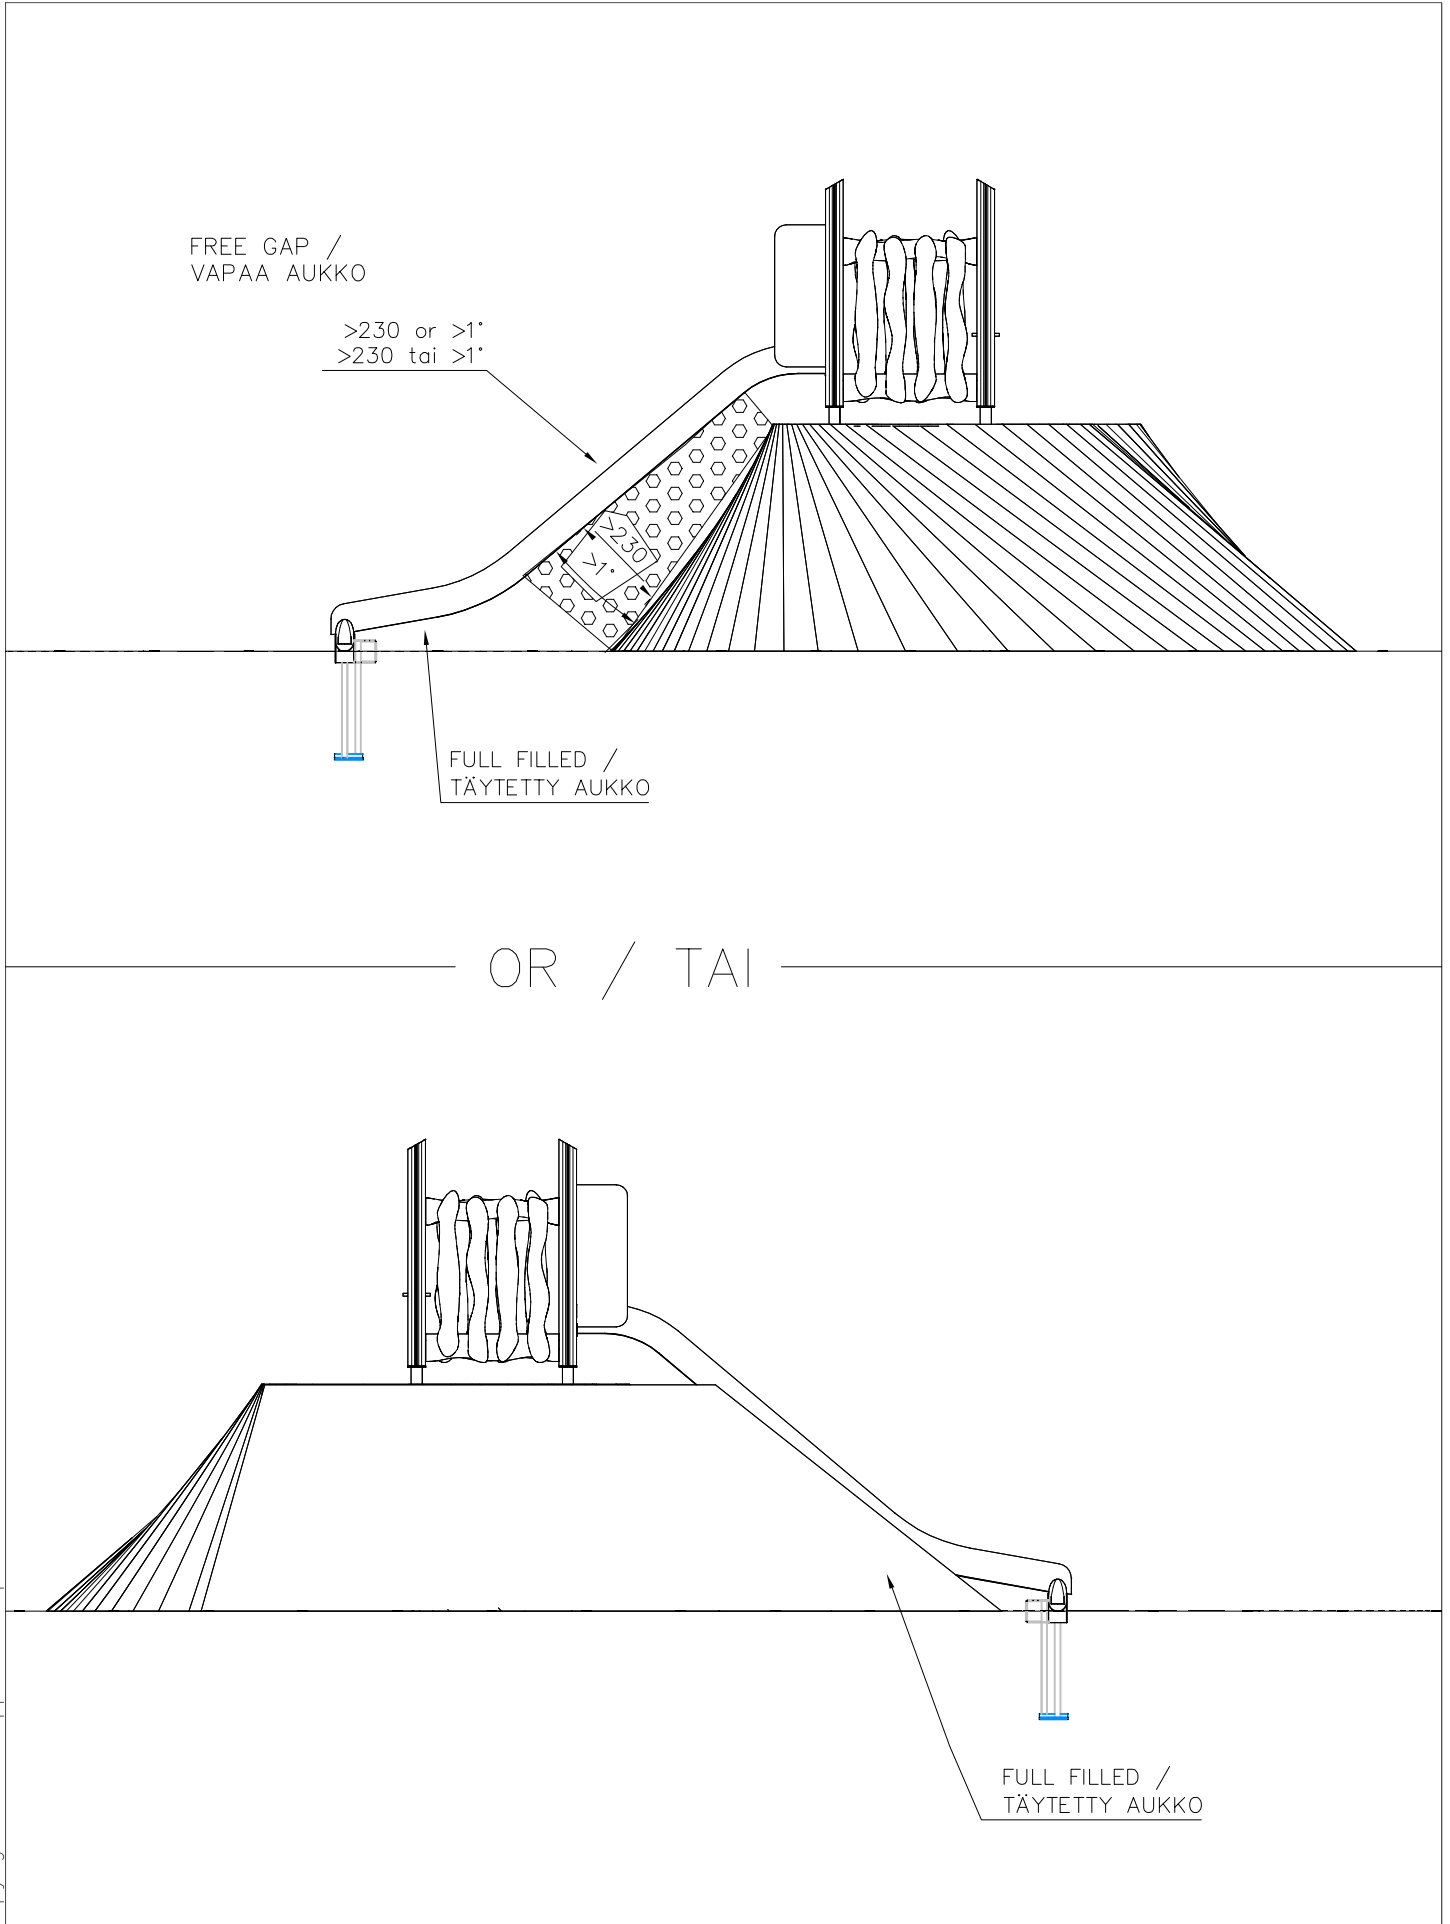 FREE GAP /
VAPAA AUKKO
>230 or >1°
>230 tai >1°
>230
>1°
FULL FILLED /
TÄYTETTY AUKKO
OR / TAI
FULL FILLED /
TÄYTETTY AUKKO